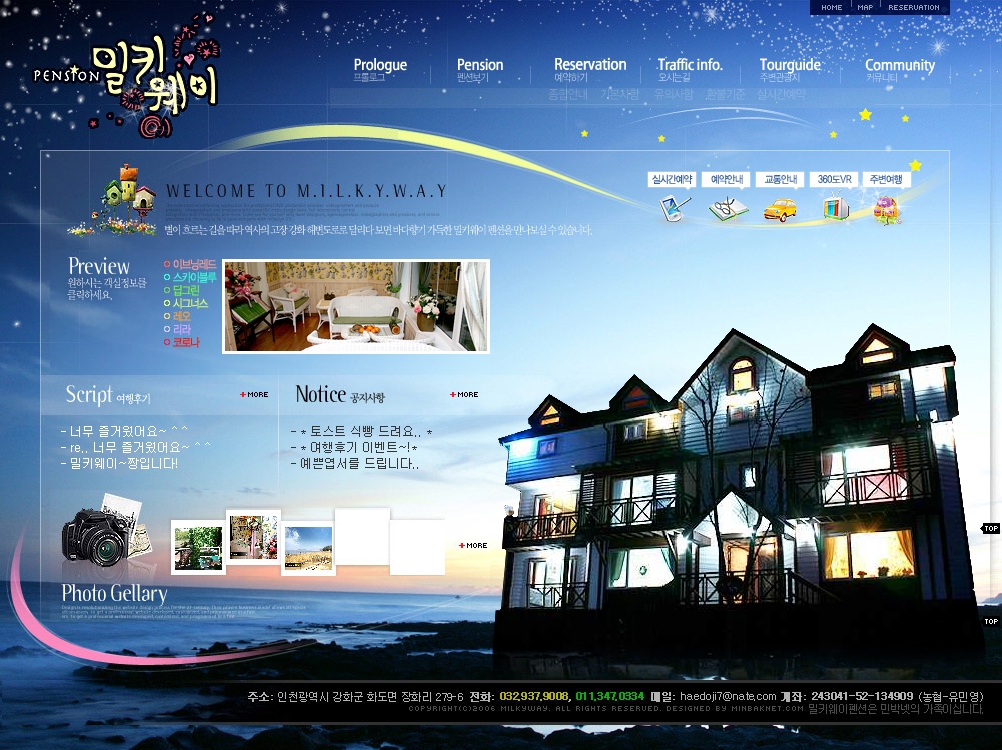 HOME MAP RESERVATION
PENSION 밀키웨이
Prologue Pension Reservation Traffic info. Tourguide Community
프롤로그 펜션보기 예약하기 오시는길 주변관광지 커뮤니티
종합안내 기본사항 유의사항 환불기준 실시간예약
WELCOME TO M.I.L.K.Y.W.A.Y
실시간예약 예약안내 교통안내 360도VR 주변여행
별이 흐르는 길을 따라 역사의 고장 강화 해변도로로 달리다 보면 바다향기 가득한 밀키웨이 펜션을 만나보실 수 있습니다.
Preview
원하시는 객실정보를
클릭하세요.
이브닝레드
스카이블루
딥그린
시그너스
레오
리라
코로나
Script 여행후기 +MORE
- 너무 즐거웠어요~ ^^
- re.. 너무 즐거웠어요~ ^^
- 밀키웨이~짱입니다!
Notice 공지사항 +MORE
- * 토스트 식빵 드려요.. *
- * 여행후기 이벤트~!*
- 예쁜엽서를 드립니다..
+MORE
Photo Gellary
TOP
TOP
주소: 인천광역시 강화군 화도면 장화리 279-6 전화: 032,937,9008, 011,347,0334 메일: haedoji7@nate.com 계좌: 243041-52-134909 (농협-유민영)
COPYRIGHT(C)2006 MILKYWAY. ALL RIGHTS RESERVED. DESIGNED BY MINBAKNET.COM 밀키웨이펜션은 민박넷의 가족이십니다.